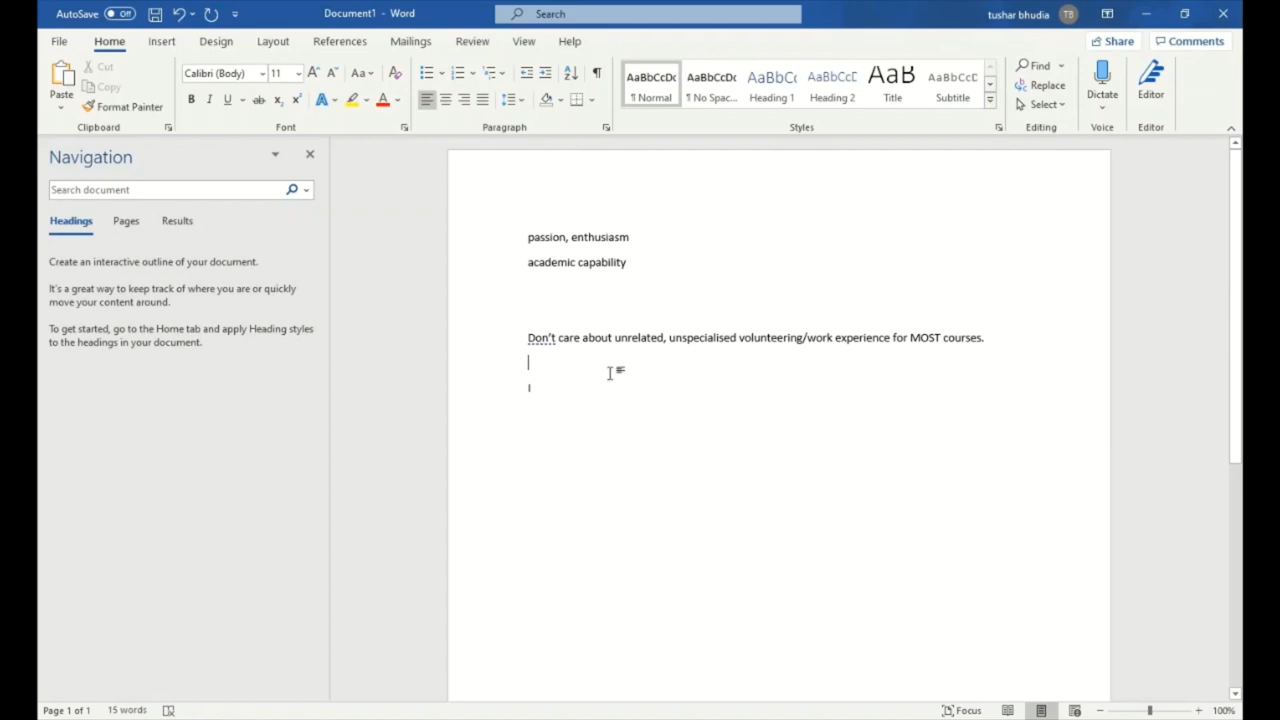 AutoSave Off Document1 - Word Search tushar bhudia TB
File Home Insert Design Layout References Mailings Review View Help Share Comments
Paste Cut Copy Format Painter
Clipboard
Calibri (Body) 11
Font
Paragraph
AaBbCcDc AaBbCcDc AaBbCc AaBbCcD AaB AaBbCcD
¶ Normal ¶ No Spac... Heading 1 Heading 2 Title Subtitle
Styles
Find
Replace
Select
Editing
Dictate
Voice
Editor
Editor
Navigation
Search document
Headings Pages Results
Create an interactive outline of your document.
It's a great way to keep track of where you are or quickly
move your content around.
To get started, go to the Home tab and apply Heading styles
to the headings in your document.
passion, enthusiasm
academic capability
Don't care about unrelated, unspecialised volunteering/work experience for MOST courses.
Page 1 of 1 15 words Focus 100%